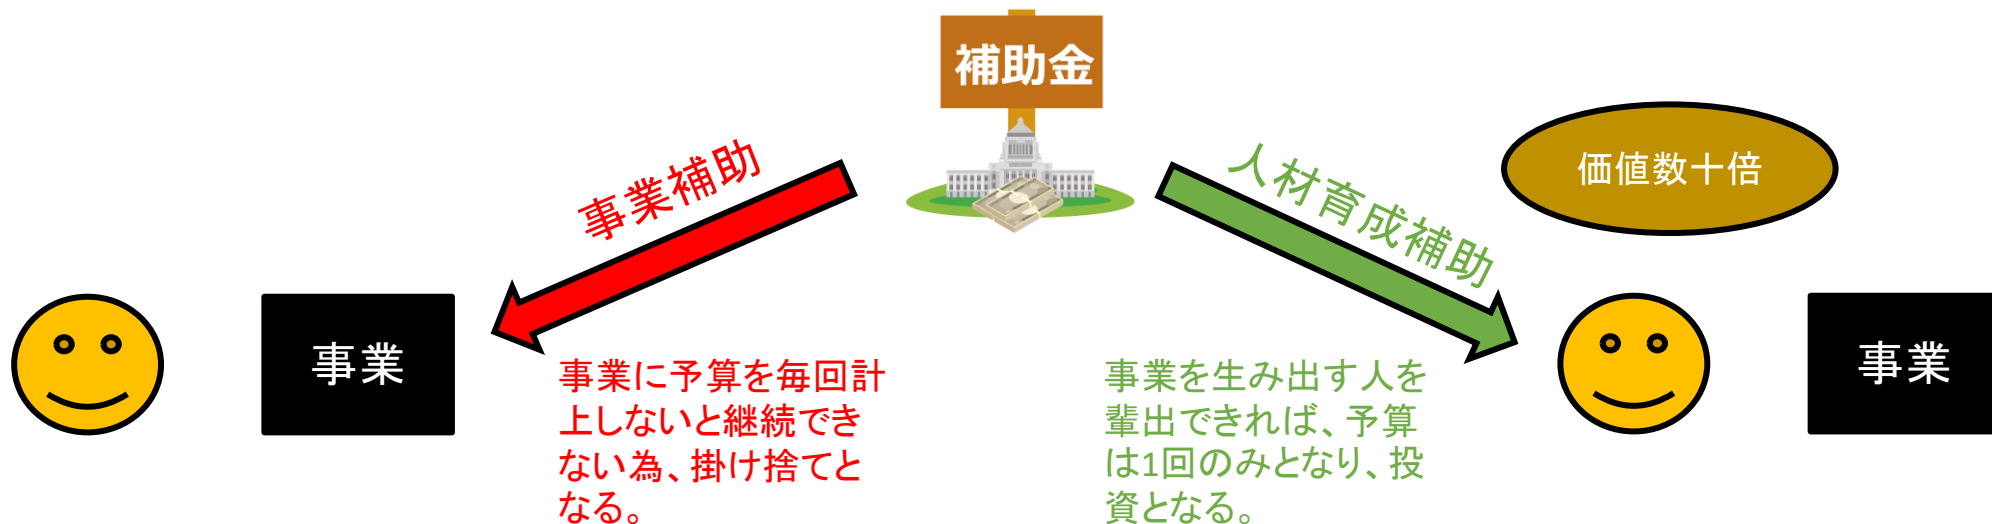 補助金
事業補助
人材育成補助
価値数十倍
事業
事業に予算を毎回計
上しないと継続でき
ない為、掛け捨てと
なる。
事業を生み出す人を
輩出できれば、予算
は1回のみとなり、投
資となる。
事業